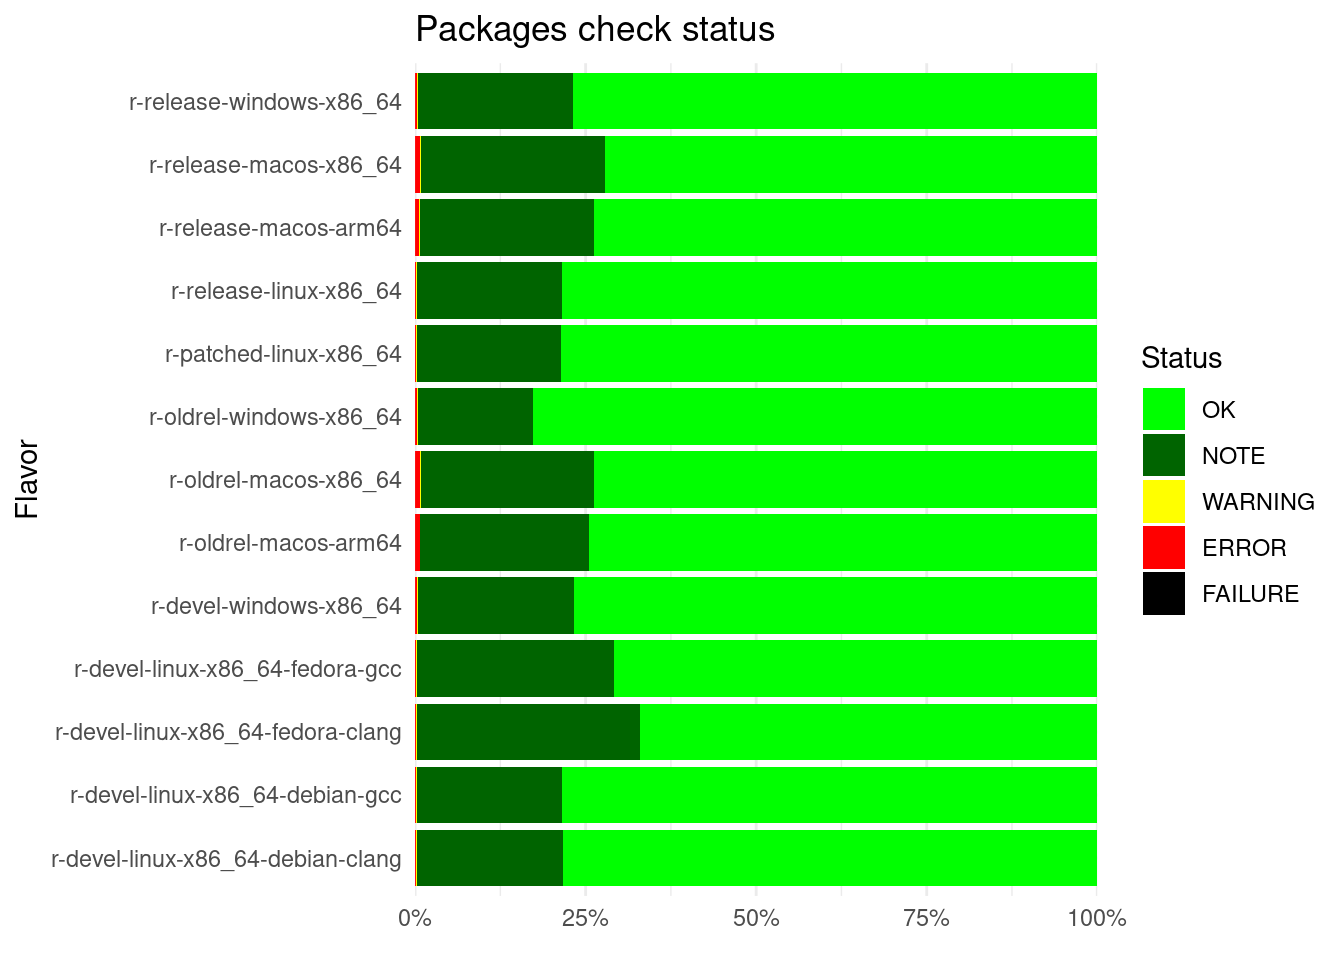 Packages check status
Flavor
r-release-windows-x86_64
r-release-macos-x86_64
r-release-macos-arm64
r-release-linux-x86_64
r-patched-linux-x86_64
r-oldrel-windows-x86_64
r-oldrel-macos-x86_64
r-oldrel-macos-arm64
r-devel-windows-x86_64
r-devel-linux-x86_64-fedora-gcc
r-devel-linux-x86_64-fedora-clang
r-devel-linux-x86_64-debian-gcc
r-devel-linux-x86_64-debian-clang
0% 25% 50% 75% 100%
Status
OK
NOTE
WARNING
ERROR
FAILURE